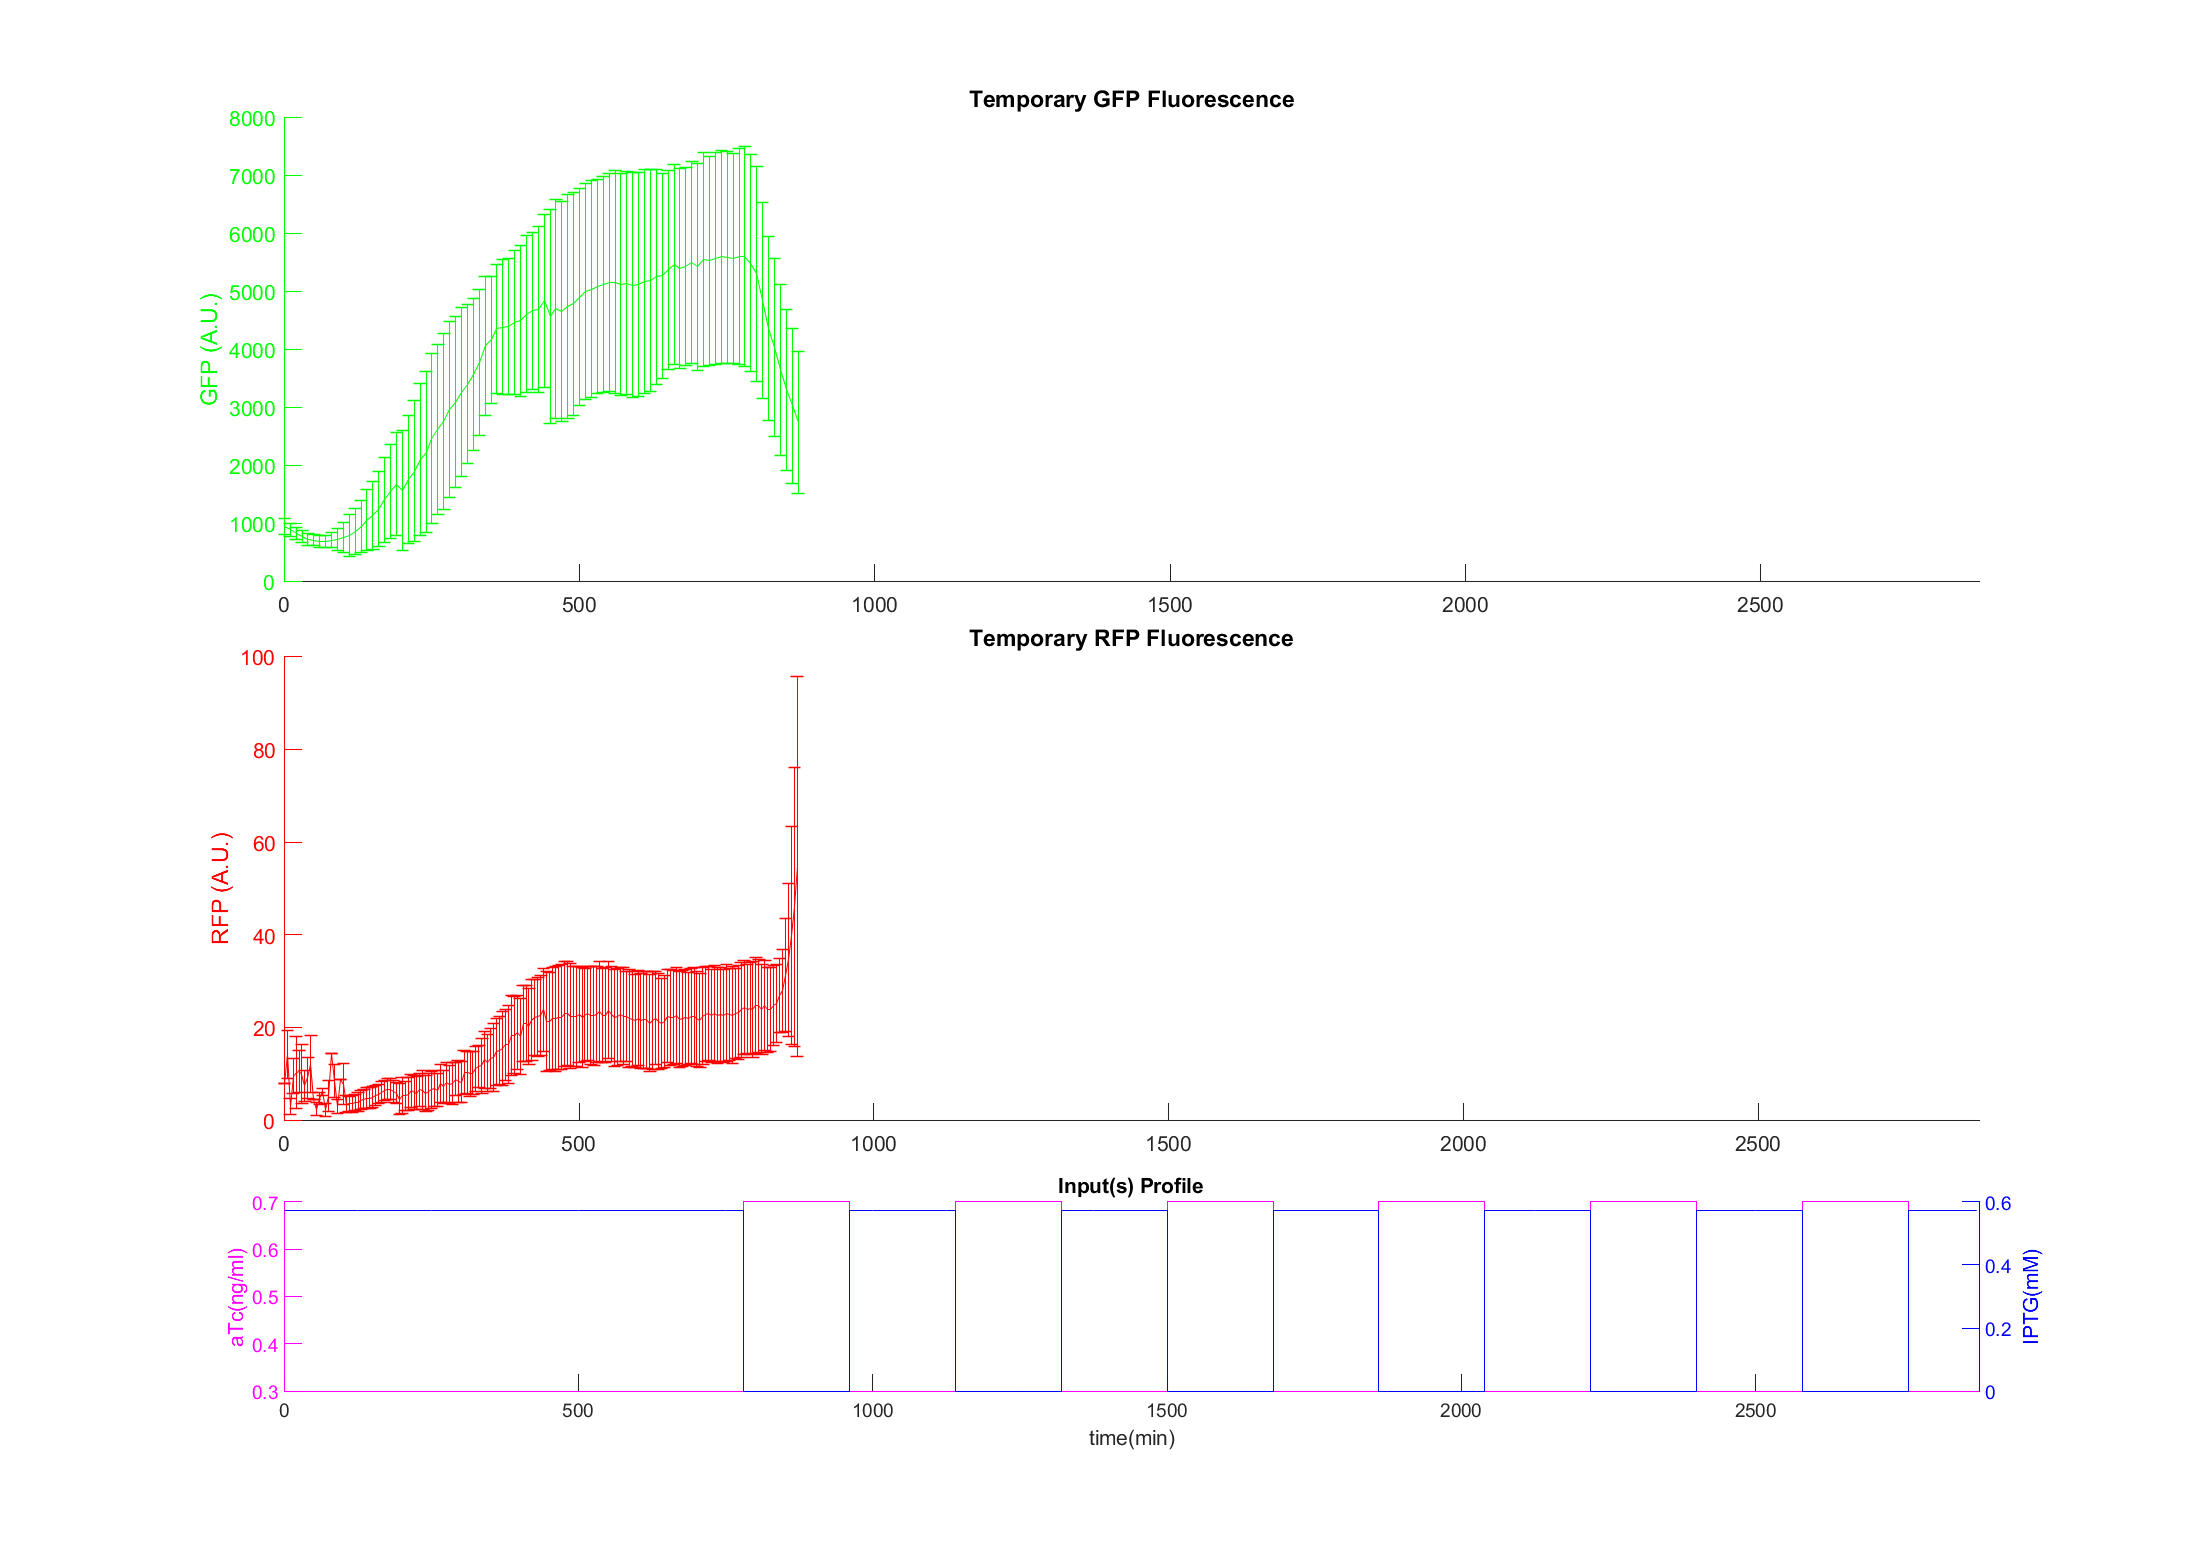 Temporary GFP Fluorescence
8000
7000
6000
5000
4000
3000
2000
1000
0
GFP (A.U.)
0 500 1000 1500 2000 2500
Temporary RFP Fluorescence
100
80
60
40
20
0
RFP (A.U.)
0 500 1000 1500 2000 2500
Input(s) Profile
0.7
0.6
0.5
0.4
0.3
aTc(ng/ml)
0.6
0.4
0.2
0
IPTG(mM)
0 500 1000 1500 2000 2500
time(min)